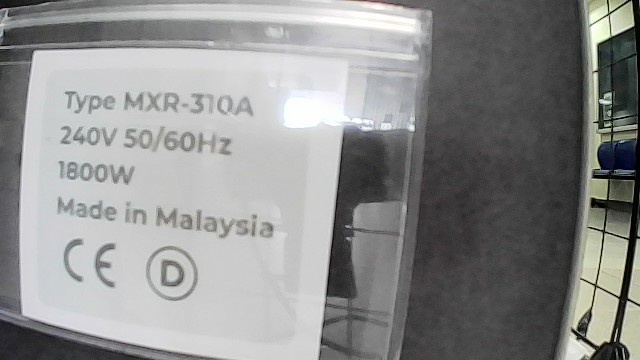 Type MXR-310A
240V 50/60Hz
1800W
Made in Malaysia
CE D